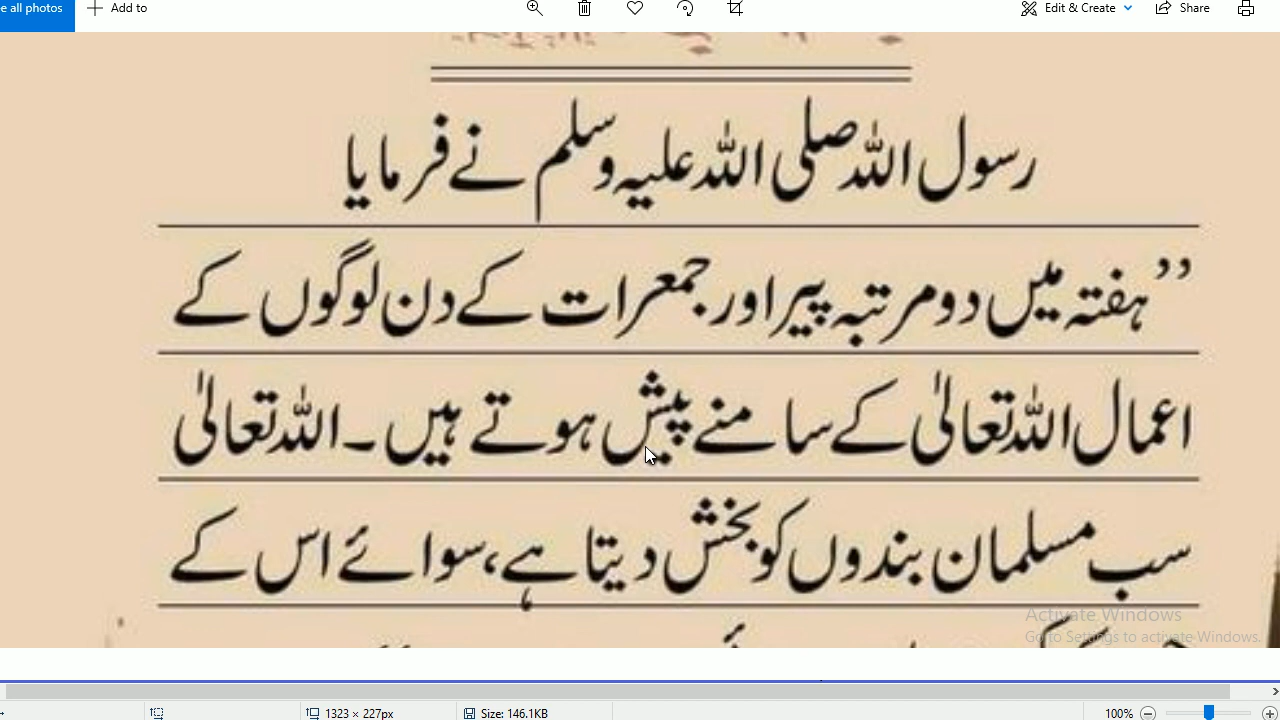 e all photos
Add to
Edit & Create
Share
رسول اللہ صلی اللہ علیہ وسلم نے فرمایا
”ہفتہ میں دو مرتبہ پیر اور جمعرات کے دن لوگوں کے
اعمال اللہ تعالیٰ کے سامنے پیش ہوتے ہیں۔ اللہ تعالیٰ
سب مسلمان بندوں کو بخش دیتا ہے، سوائے اس کے
Activate Windows
Go to Settings to activate Windows.
1323 × 227px
Size: 146.1KB
100%